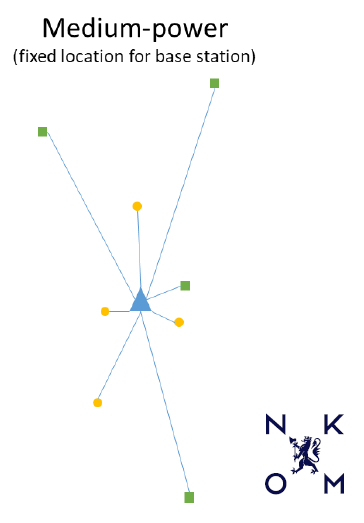 Medium-power
(fixed location for base station)
N K
O M